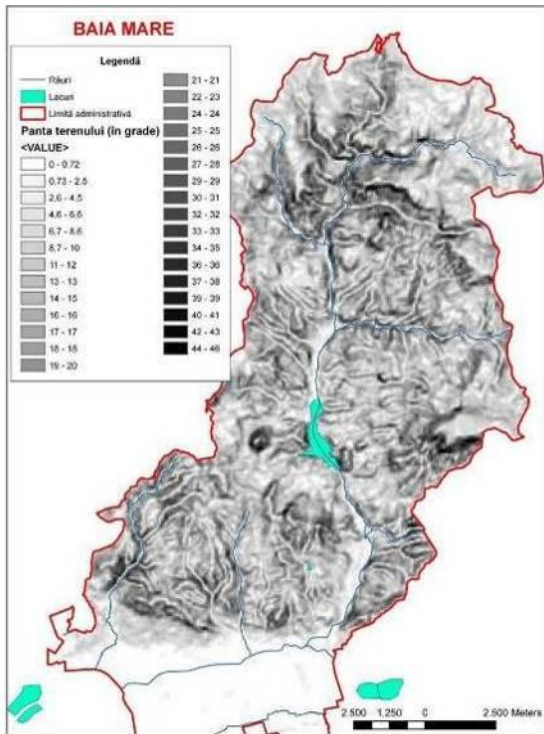 BAIA MARE
Legendă
Râuri
Lacuri
Limită administrativă
Panta terenului (în grade)
<VALUE>
0 - 0.72
0,73 - 2,5
2,6 - 4,5
4,6 - 6,6
6,7 - 8,6
8,7 - 10
11 - 12
13 - 13
14 - 15
16 - 16
17 - 17
18 - 18
19 - 20
21 - 21
22 - 23
24 - 24
25 - 25
26 - 26
27 - 28
29 - 29
30 - 31
32 - 32
33 - 33
34 - 35
36 - 36
37 - 38
39 - 39
40 - 41
42 - 43
44 - 46
2.500 1.250 0 2.500 Meters